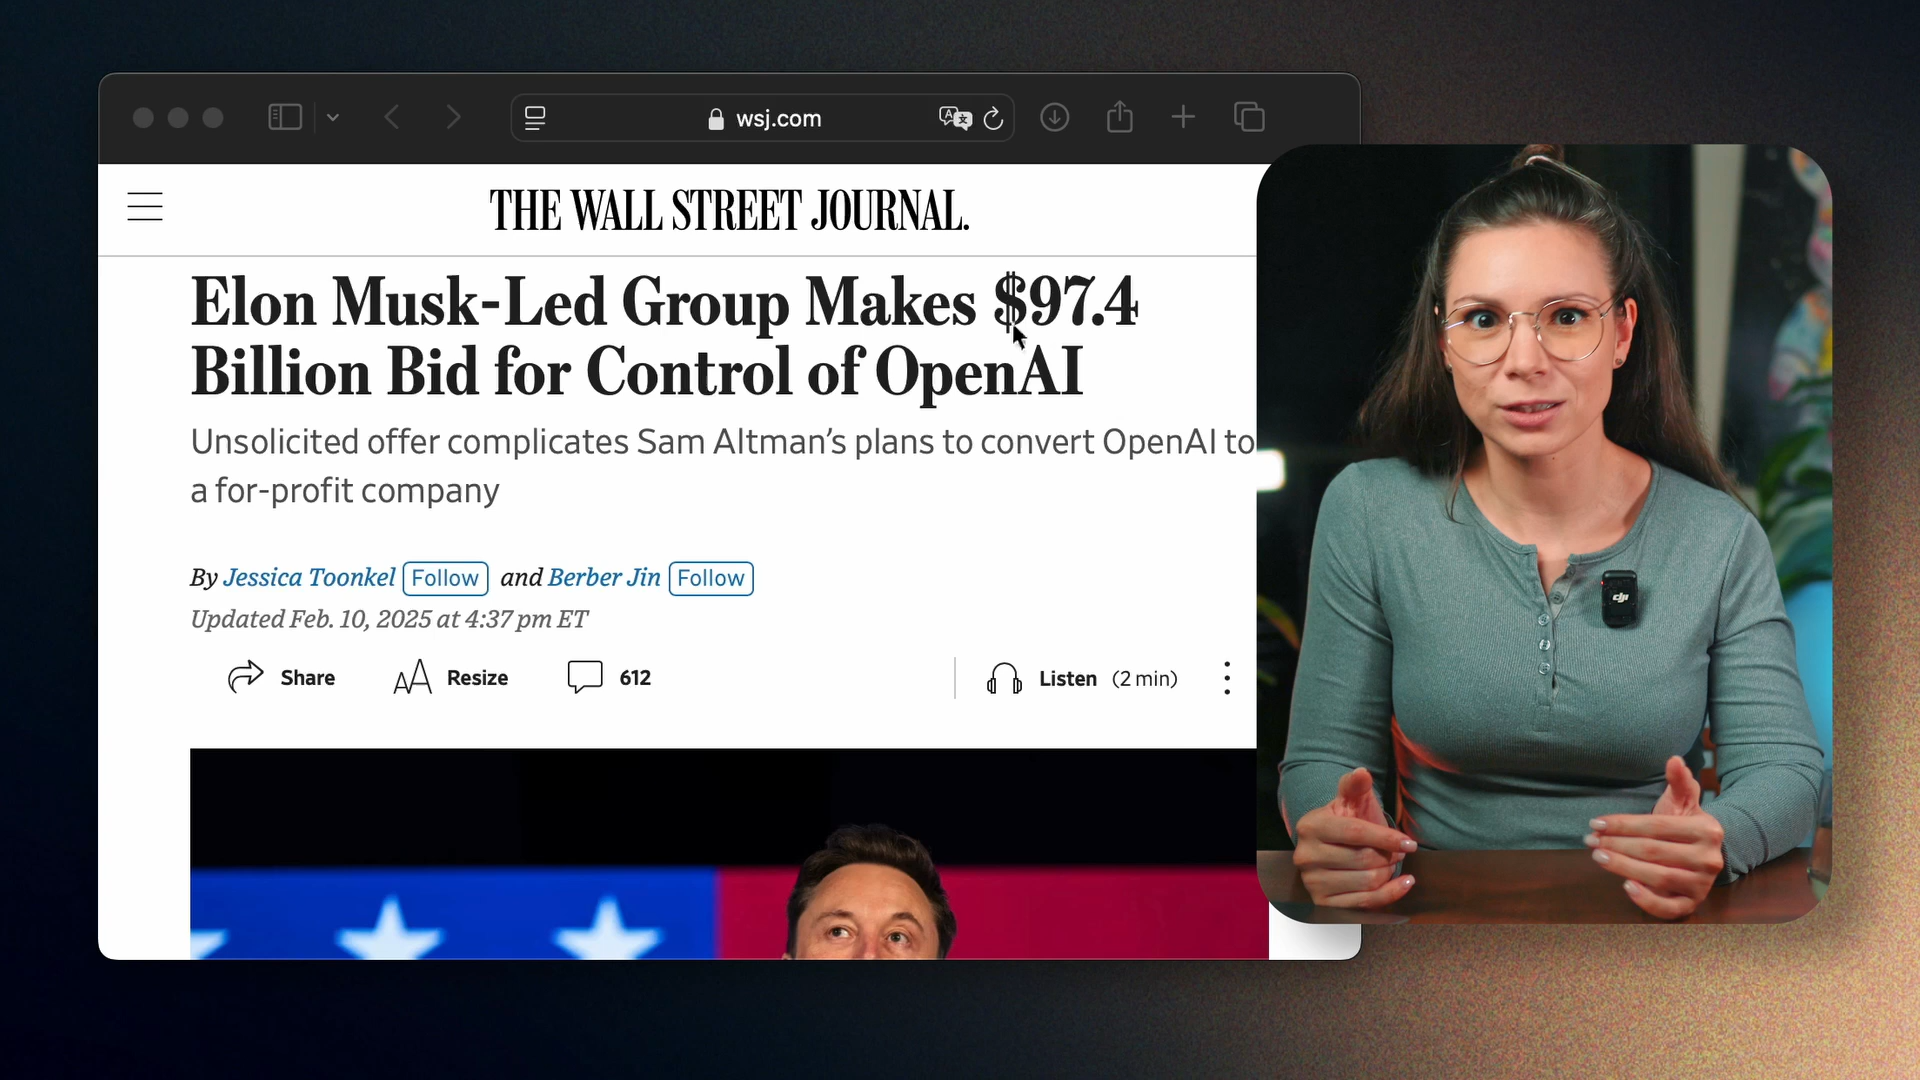 wsj.com
THE WALL STREET JOURNAL.
Elon Musk-Led Group Makes $97.4
Billion Bid for Control of OpenAI
Unsolicited offer complicates Sam Altman’s plans to convert OpenAI to
a for-profit company
By Jessica Toonkel Follow and Berber Jin Follow
Updated Feb. 10, 2025 at 4:37 pm ET
Share Resize 612 Listen (2 min)
dji